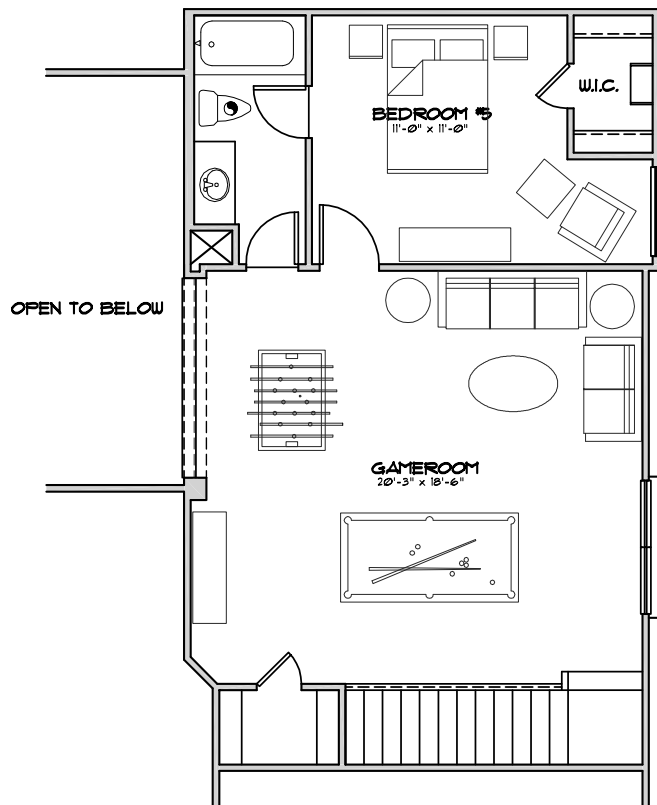 W.I.C.
BEDROOM #5
11'-0" x 11'-0"
OPEN TO BELOW
GAMEROOM
20'-3" x 18'-6"